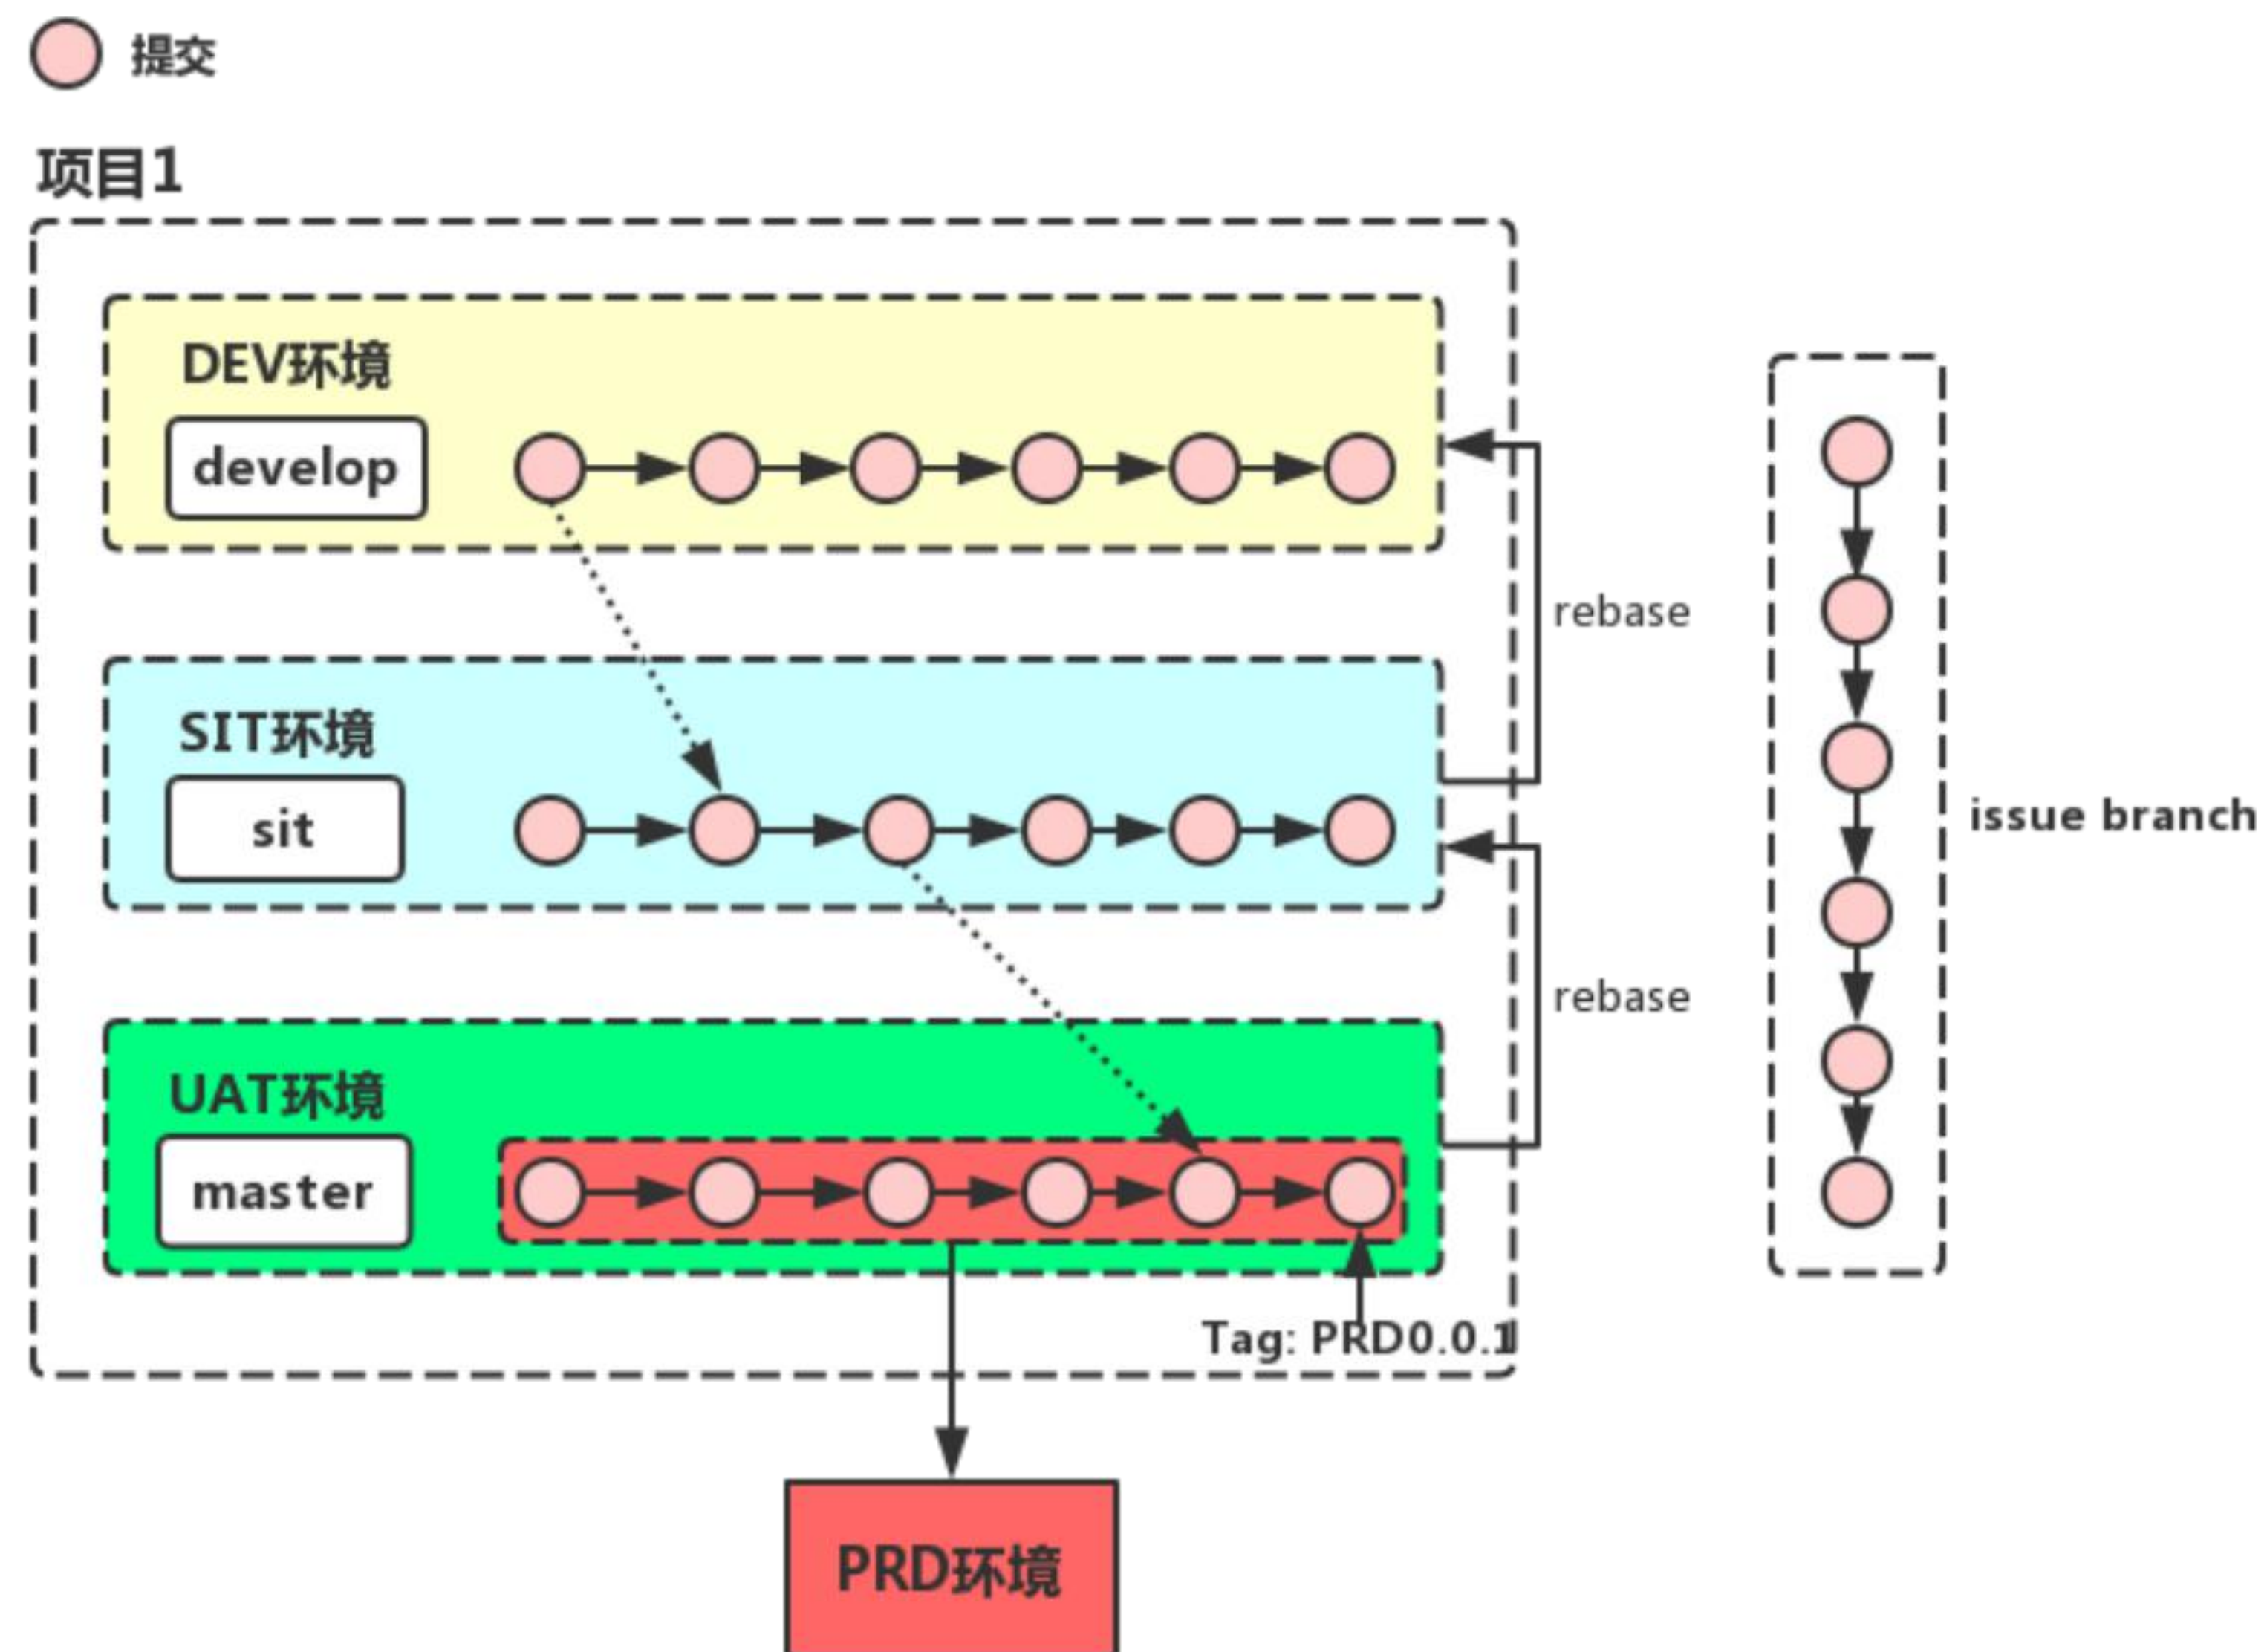 提交
项目1
DEV环境
develop
rebase
SIT环境
sit
issue branch
rebase
UAT环境
master
Tag: PRD0.0.1
PRD环境